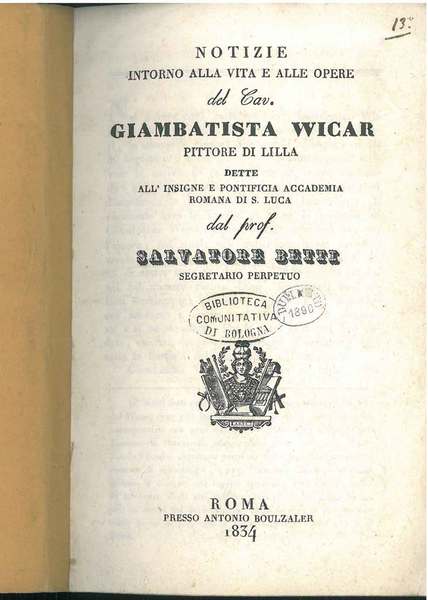 13.
NOTIZIE
INTORNO ALLA VITA E ALLE OPERE
del Cav.
GIAMBATISTA WICAR
PITTORE DI LILLA
DETTE
ALL' INSIGNE E PONTIFICIA ACCADEMIA
ROMANA DI S. LUCA
dal prof.
SALVATORE BETTI
SEGRETARIO PERPETUO
BIBLIOTECA
COMUNITATIVA
DI BOLOGNA
1890
ROMA
PRESSO ANTONIO BOULZALER
1834